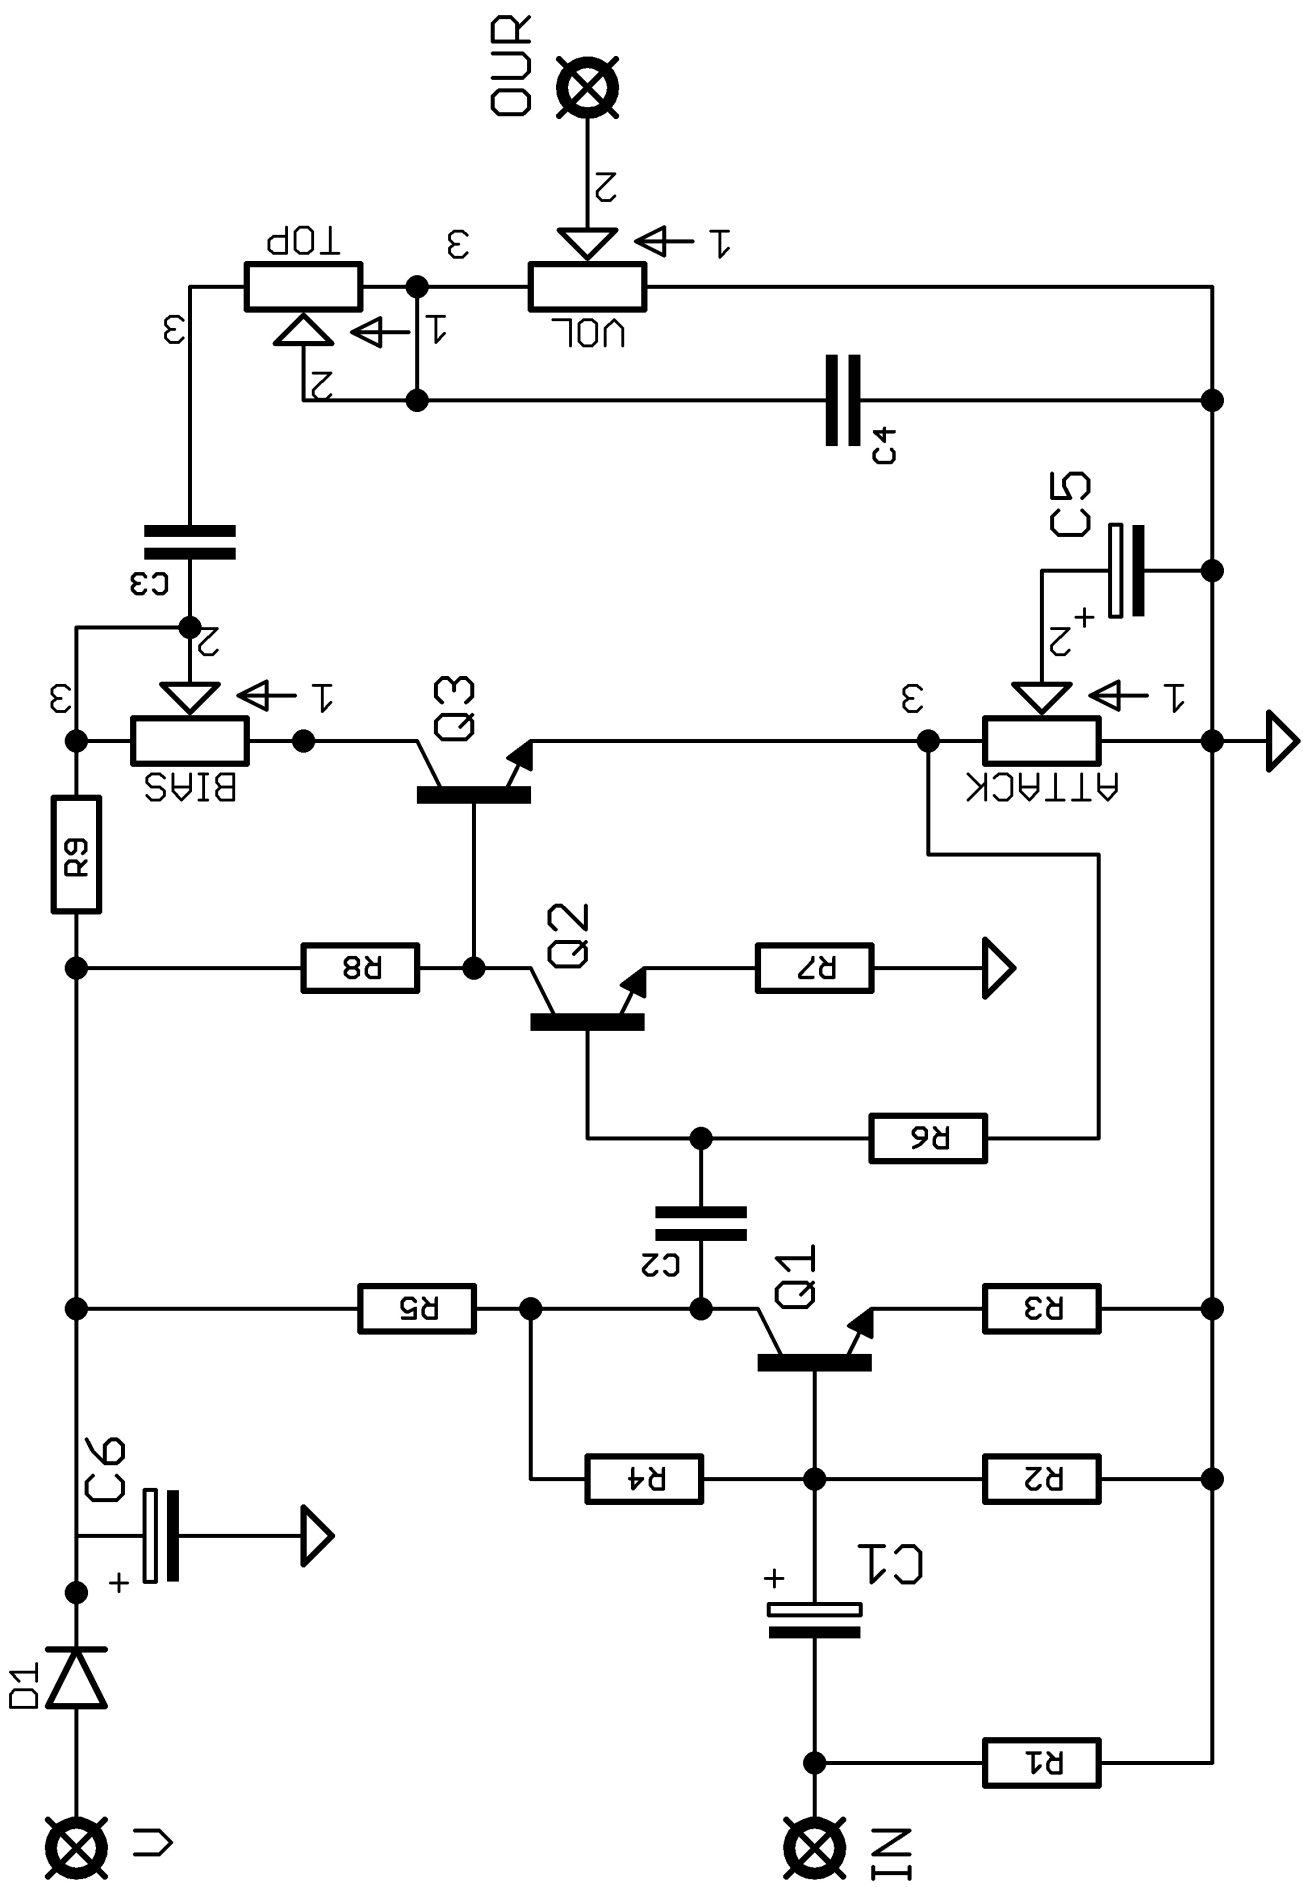 OUR
2
TOP
3
1
3
1
2
VOL
C4
C3
C5
+
2
2
3
1
Q3
3
1
BIAS
ATTACK
R9
Q2
R8
R7
R6
C2
Q1
R5
R3
C6
R4
R2
+
C1
+
D1
R1
V
IN